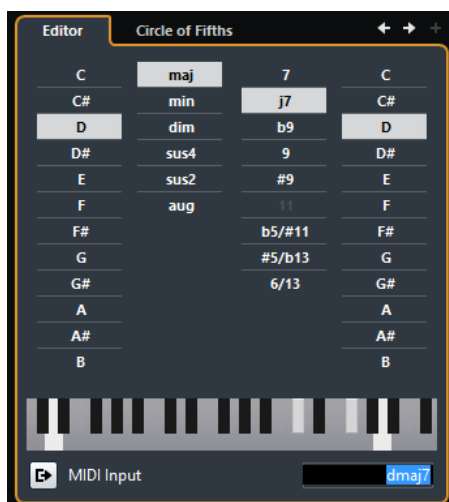 Editor Circle of Fifths
C maj 7 C
C# min j7 C#
D dim b9 D
D# sus4 9 D#
E sus2 #9 E
F aug 11 F
F# b5/#11 F#
G #5/b13 G
G# 6/13 G#
A A
A# A#
B B
MIDI Input dmaj7